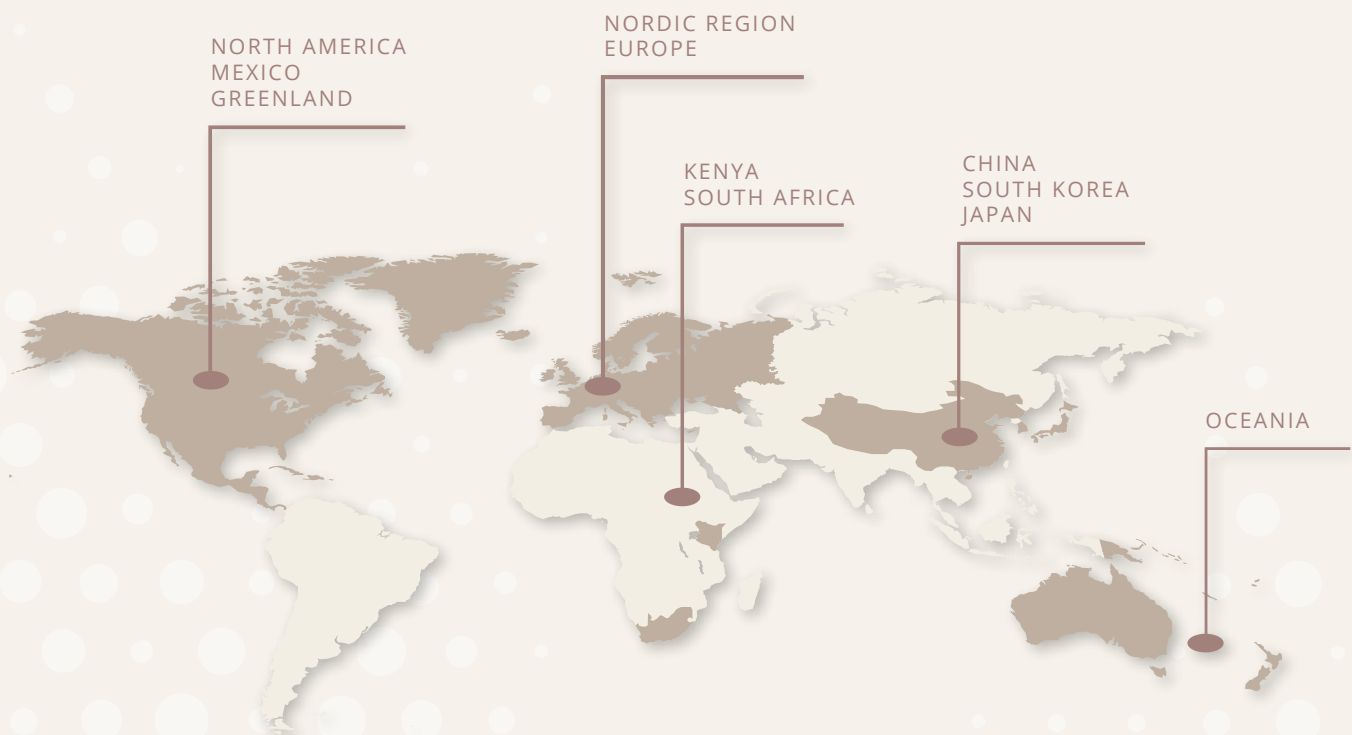 NORTH AMERICA
MEXICO
GREENLAND
NORDIC REGION
EUROPE
KENYA
SOUTH AFRICA
CHINA
SOUTH KOREA
JAPAN
OCEANIA